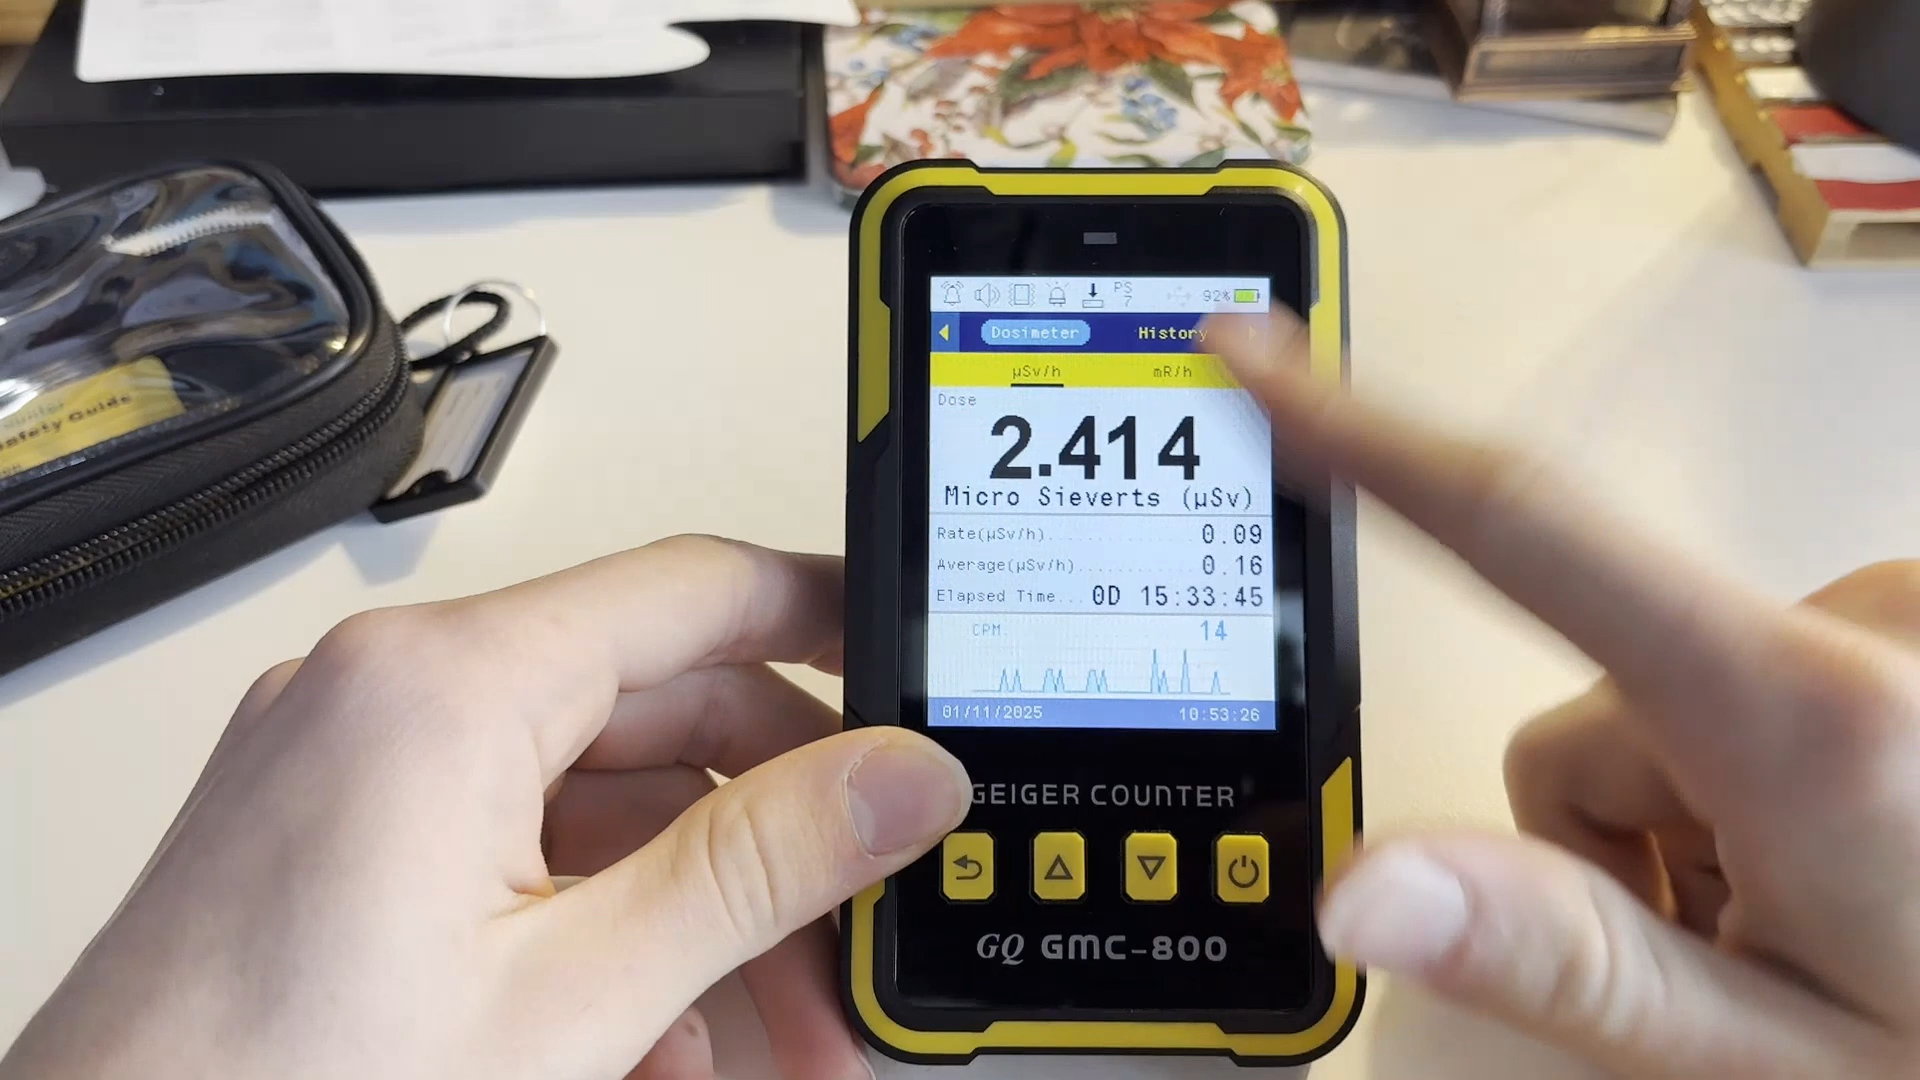 PS
7
92%
Dosimeter History
µSv/h mR/h
Dose
2.414
Micro Sieverts (µSv)
Rate(µSv/h)............ 0.09
Average(µSv/h).......... 0.16
Elapsed Time... 0D 15:33:45
CPM 14
01/11/2025 10:53:26
GEIGER COUNTER
GQ GMC-800
Safety Guide